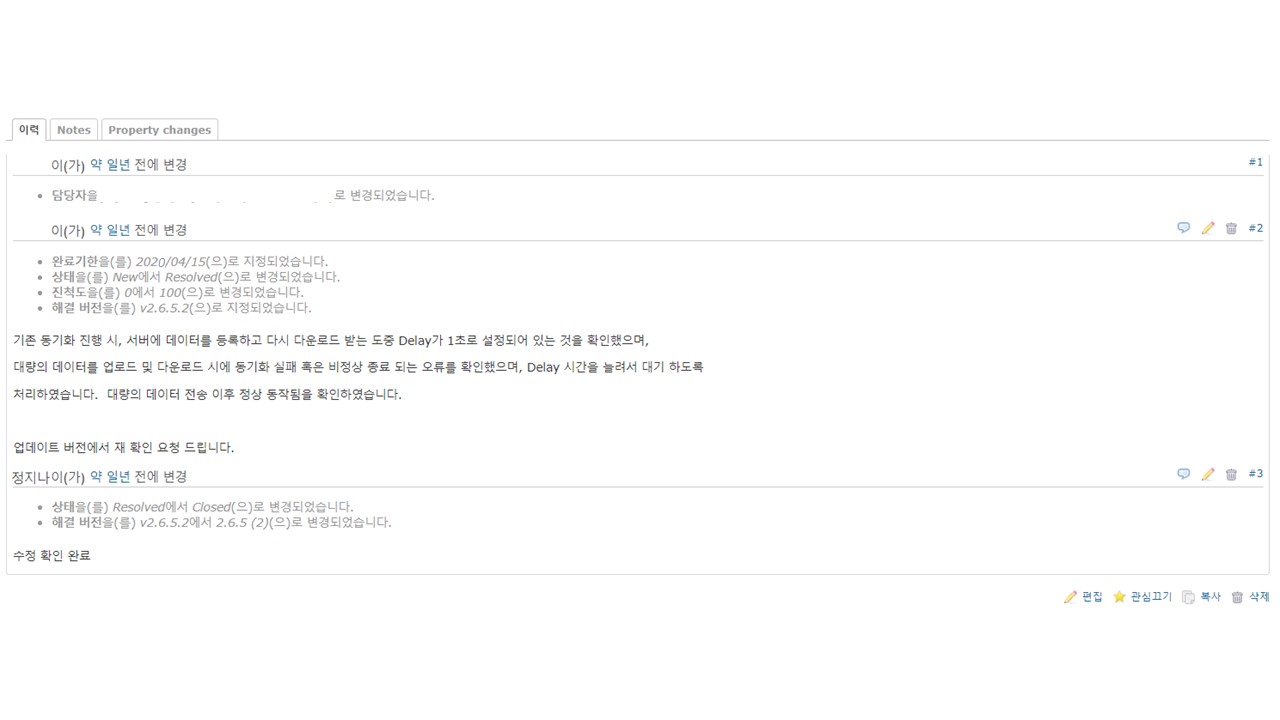 이력 Notes Property changes
이(가) 약 일년 전에 변경 #1
담당자을 로 변경되었습니다.
이(가) 약 일년 전에 변경 #2
완료기한을(를) 2020/04/15(으)로 지정되었습니다.
상태을(를) New에서 Resolved(으)로 변경되었습니다.
진척도을(를) 0에서 100(으)로 변경되었습니다.
해결 버전을(를) v2.6.5.2(으)로 지정되었습니다.
기존 동기화 진행 시, 서버에 데이터를 등록하고 다시 다운로드 받는 도중 Delay가 1초로 설정되어 있는 것을 확인했으며,
대량의 데이터를 업로드 및 다운로드 시에 동기화 실패 혹은 비정상 종료 되는 오류를 확인했으며, Delay 시간을 늘려서 대기 하도록
처리하였습니다. 대량의 데이터 전송 이후 정상 동작됨을 확인하였습니다.
업데이트 버전에서 재 확인 요청 드립니다.
정지나이(가) 약 일년 전에 변경 #3
상태을(를) Resolved에서 Closed(으)로 변경되었습니다.
해결 버전을(를) v2.6.5.2에서 2.6.5 (2)(으)로 변경되었습니다.
수정 확인 완료
편집 관심끄기 복사 삭제